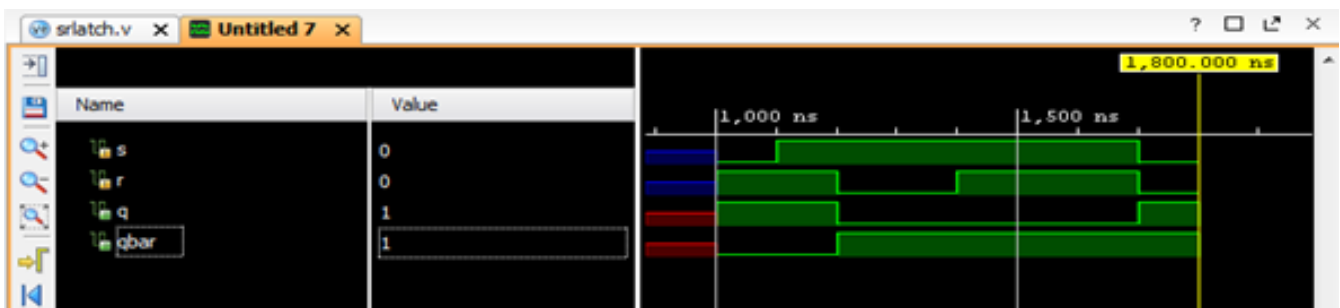 srlatch.v Untitled 7 ?
1,800.000 ns
Name Value
1,000 ns 1,500 ns
s 0
r 0
q 1
qbar 1